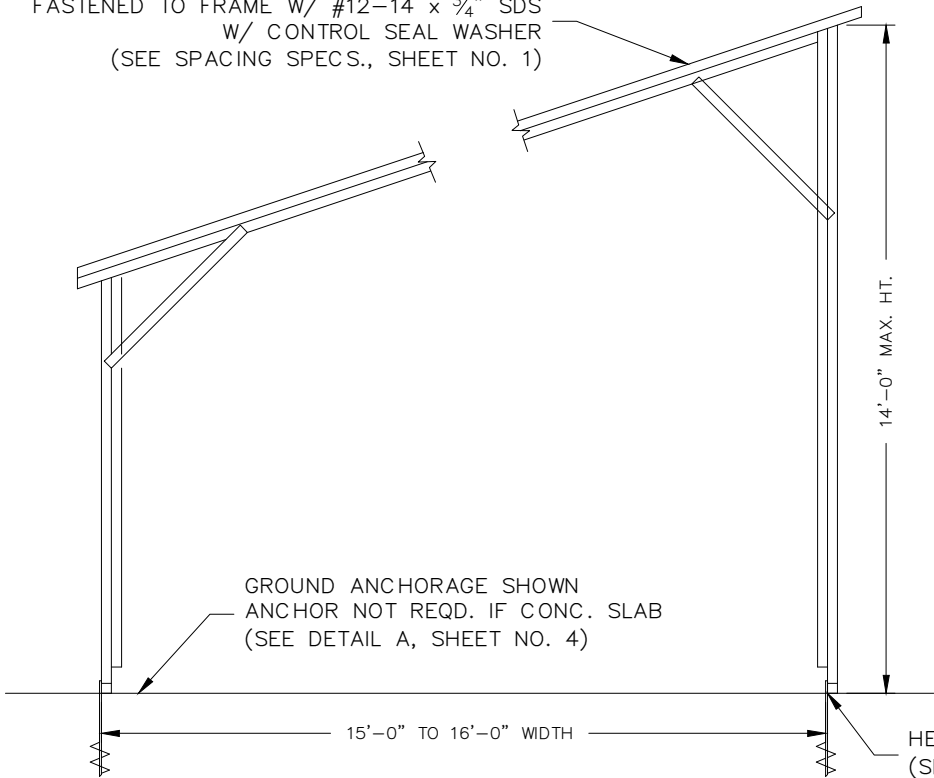 FASTENED TO FRAME W/ #12–14 x ¾" SDS
W/ CONTROL SEAL WASHER
(SEE SPACING SPECS., SHEET NO. 1)
14'–0" MAX. HT.
GROUND ANCHORAGE SHOWN
ANCHOR NOT REQD. IF CONC. SLAB
(SEE DETAIL A, SHEET NO. 4)
15'–0" TO 16'–0" WIDTH